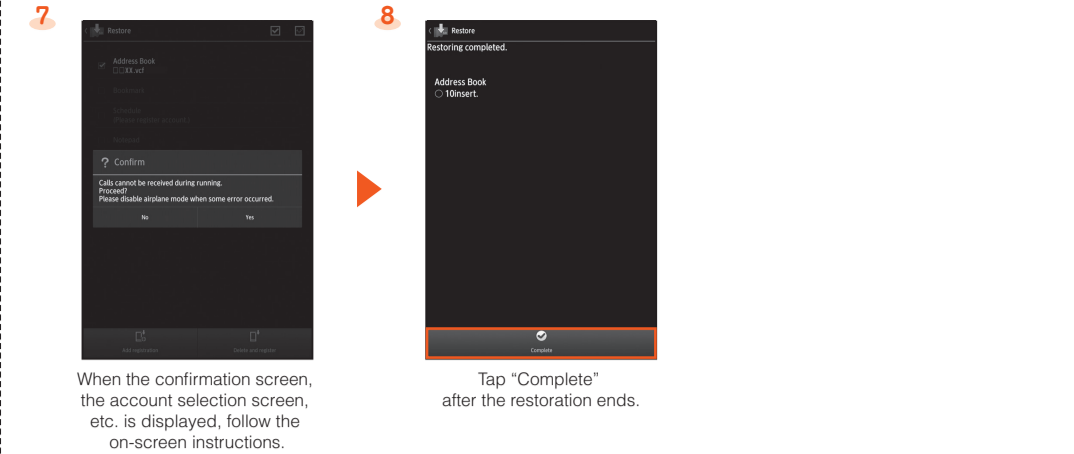 7
Restore
Address Book
□□XX.vcf
Bookmark
Schedule
(Please register account.)
? Confirm
Calls cannot be received during running.
Proceed?
Please disable airplane mode when some error occurred.
No Yes
Add registration Delete and register
When the confirmation screen,
the account selection screen,
etc. is displayed, follow the
on-screen instructions.
8
Restore
Restoring completed.
Address Book
○ 10insert.
Complete
Tap “Complete”
after the restoration ends.